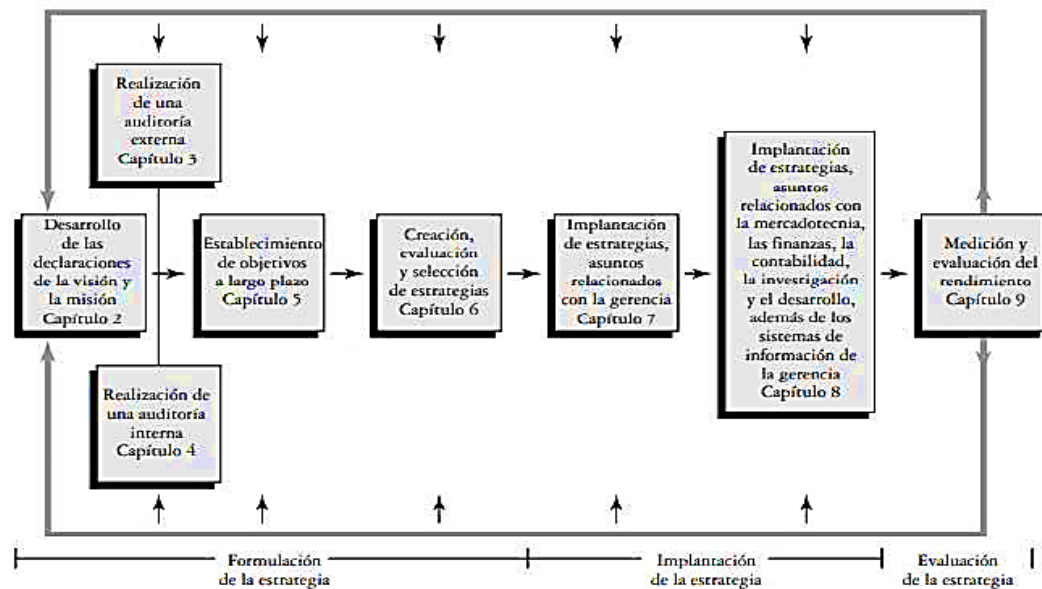 Realización
de una
auditoría
externa
Capítulo 3
Desarrollo
de las
declaraciones
de la visión y
la misión
Capítulo 2
Realización de
una auditoría
interna
Capítulo 4
Establecimiento
de objetivos
a largo plazo
Capítulo 5
Creación,
evaluación
y selección
de estrategias
Capítulo 6
Implantación
de estrategias,
asuntos
relacionados
con la gerencia
Capítulo 7
Implantación
de estrategias,
asuntos
relacionados con
la mercadotecnia,
las finanzas, la
contabilidad,
la investigación
y el desarrollo,
además de los
sistemas de
información de
la gerencia
Capítulo 8
Medición y
evaluación del
rendimiento
Capítulo 9
Formulación
de la estrategia
Implantación
de la estrategia
Evaluación
de la estrategia